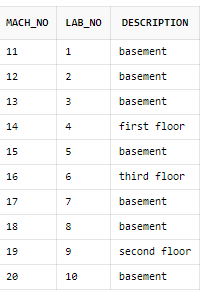 MACH_NO LAB_NO DESCRIPTION
11 1 basement
12 2 basement
13 3 basement
14 4 first floor
15 5 basement
16 6 third floor
17 7 basement
18 8 basement
19 9 second floor
20 10 basement